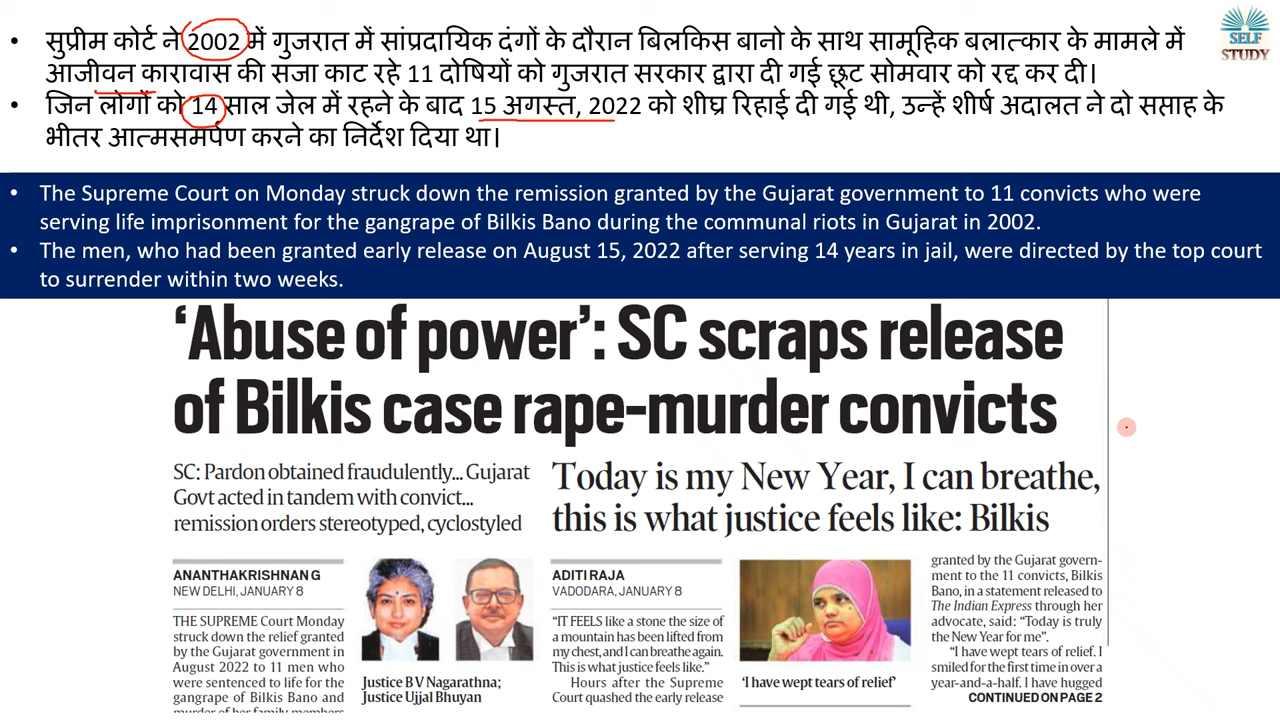 • सुप्रीम कोर्ट ने 2002 में गुजरात में सांप्रदायिक दंगों के दौरान बिलकिस बानो के साथ सामूहिक बलात्कार के मामले में
आजीवन कारावास की सजा काट रहे 11 दोषियों को गुजरात सरकार द्वारा दी गई छूट सोमवार को रद्द कर दी।
• जिन लोगों को 14 साल जेल में रहने के बाद 15 अगस्त, 2022 को शीघ्र रिहाई दी गई थी, उन्हें शीर्ष अदालत ने दो सप्ताह के
भीतर आत्मसमर्पण करने का निर्देश दिया था।
SELF
STUDY
• The Supreme Court on Monday struck down the remission granted by the Gujarat government to 11 convicts who were
serving life imprisonment for the gangrape of Bilkis Bano during the communal riots in Gujarat in 2002.
• The men, who had been granted early release on August 15, 2022 after serving 14 years in jail, were directed by the top court
to surrender within two weeks.
‘Abuse of power’: SC scraps release
of Bilkis case rape-murder convicts
SC: Pardon obtained fraudulently... Gujarat
Govt acted in tandem with convict...
remission orders stereotyped, cyclostyled
Today is my New Year, I can breathe,
this is what justice feels like: Bilkis
ANANTHAKRISHNAN G
NEW DELHI, JANUARY 8
THE SUPREME Court Monday
struck down the relief granted
by the Gujarat government in
August 2022 to 11 men who
were sentenced to life for the
gangrape of Bilkis Bano and
murder of her family members
Justice B V Nagarathna;
Justice Ujjal Bhuyan
ADITI RAJA
VADODARA, JANUARY 8
“IT FEELS like a stone the size of
a mountain has been lifted from
my chest, and I can breathe again.
This is what justice feels like.”
Hours after the Supreme
Court quashed the early release
‘I have wept tears of relief’
granted by the Gujarat govern-
ment to the 11 convicts, Bilkis
Bano, in a statement released to
The Indian Express through her
advocate, said: “Today is truly
the New Year for me”.
“I have wept tears of relief. I
smiled for the first time in over a
year-and-a-half. I have hugged
CONTINUED ON PAGE 2